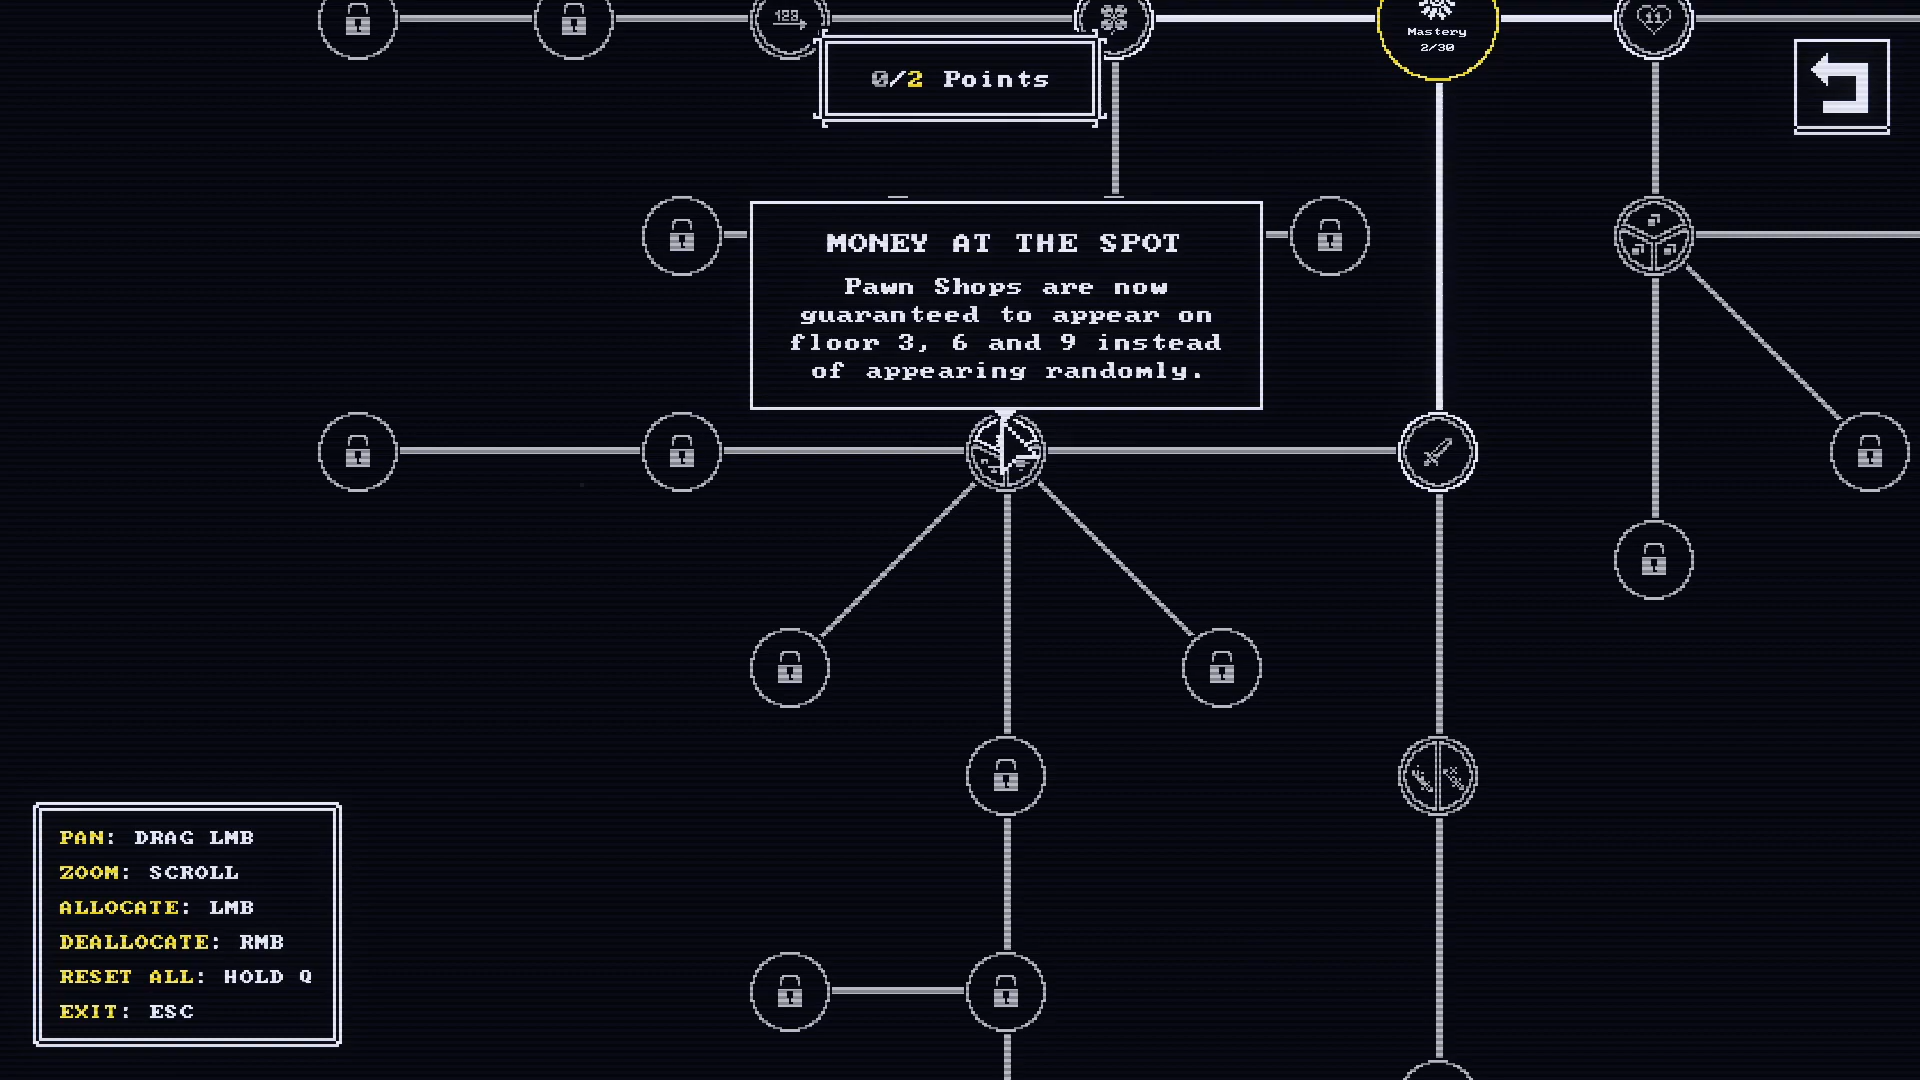 123
11
Mastery
2/30
0/2 Points
MONEY AT THE SPOT
Pawn Shops are now
guaranteed to appear on
floor 3, 6 and 9 instead
of appearing randomly.
PAN: DRAG LMB
ZOOM: SCROLL
ALLOCATE: LMB
DEALLOCATE: RMB
RESET ALL: HOLD Q
EXIT: ESC